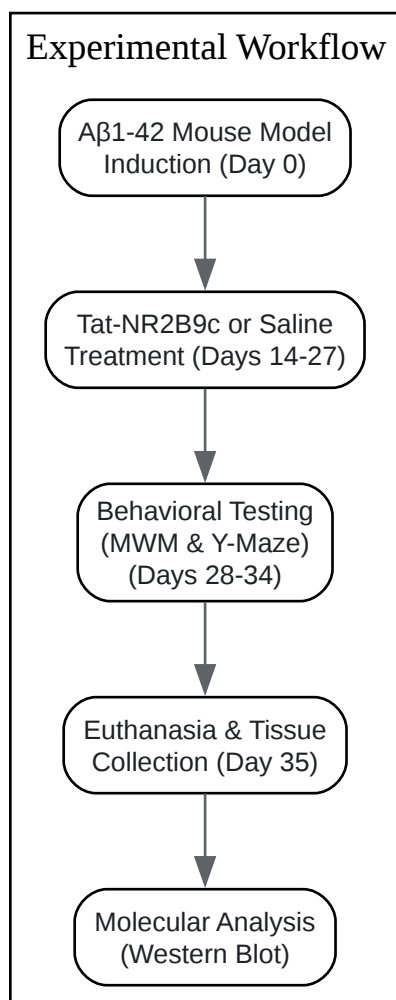 Experimental Workflow
Aβ1-42 Mouse Model
Induction (Day 0)
Tat-NR2B9c or Saline
Treatment (Days 14-27)
Behavioral Testing
(MWM & Y-Maze)
(Days 28-34)
Euthanasia & Tissue
Collection (Day 35)
Molecular Analysis
(Western Blot)